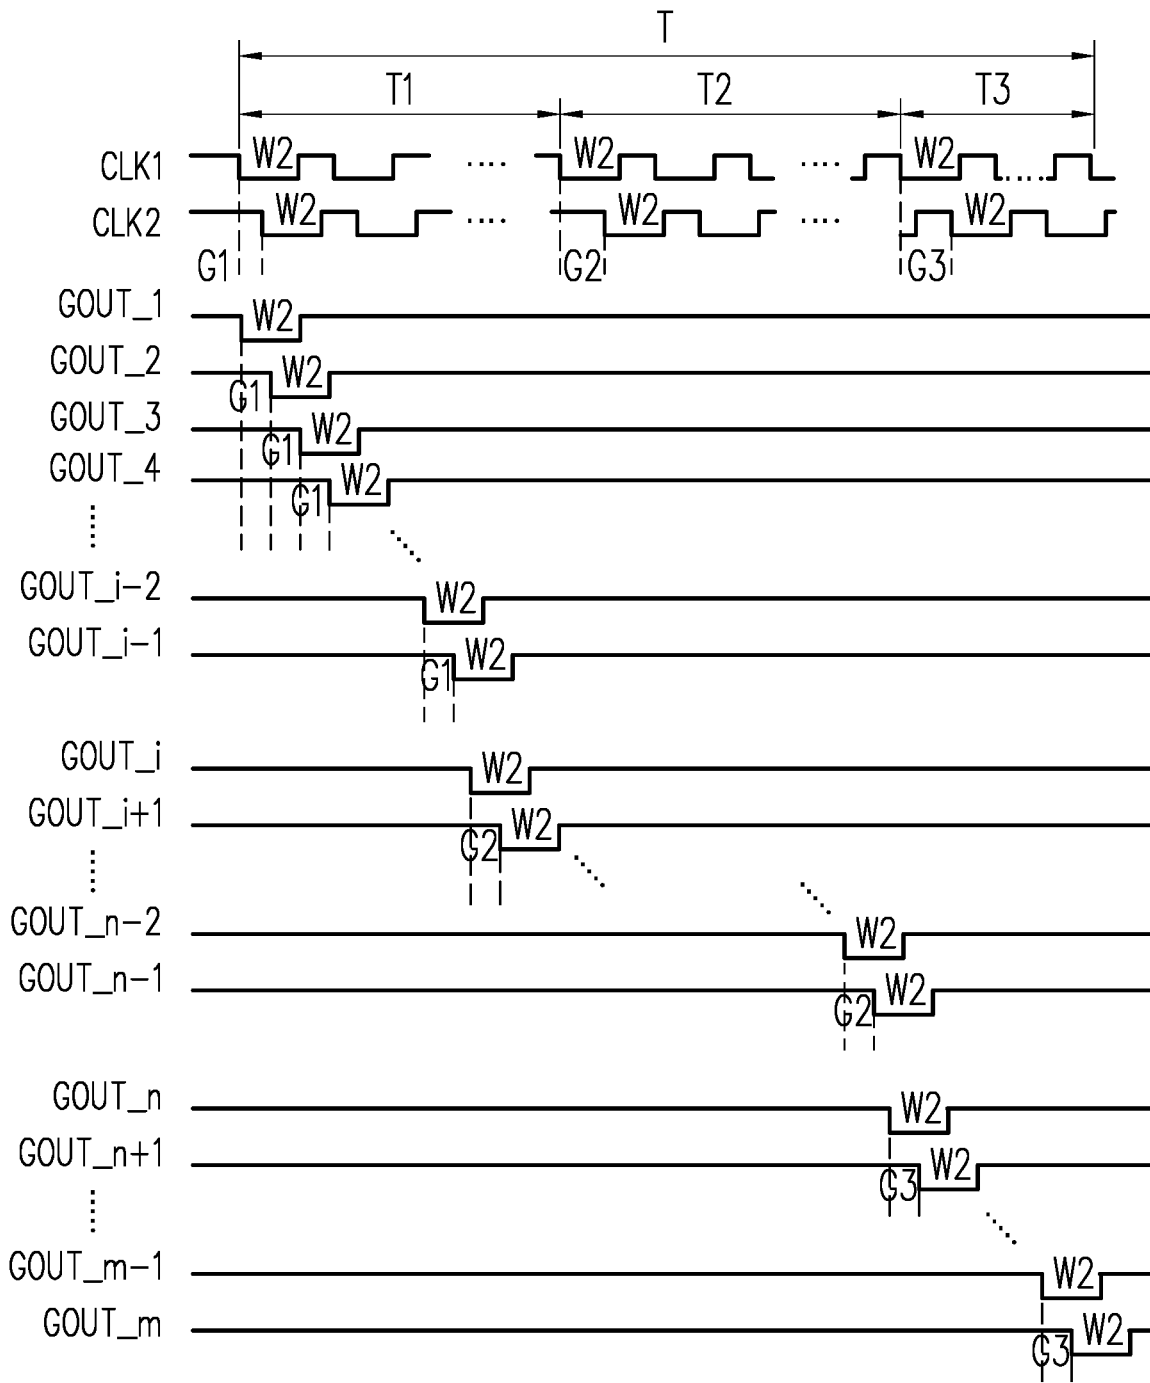 T
T1 T2 T3
CLK1 W2 .... W2 .... W2 ......
CLK2 W2 .... W2 .... W2
G1 G2 G3
GOUT_1 W2
GOUT_2 G1 W2
GOUT_3 G1 W2
GOUT_4 G1 W2
GOUT_i-2 W2
GOUT_i-1 G1 W2
GOUT_i W2
GOUT_i+1 G2 W2
GOUT_n-2 W2
GOUT_n-1 G2 W2
GOUT_n W2
GOUT_n+1 G3 W2
GOUT_m-1 W2
GOUT_m G3 W2